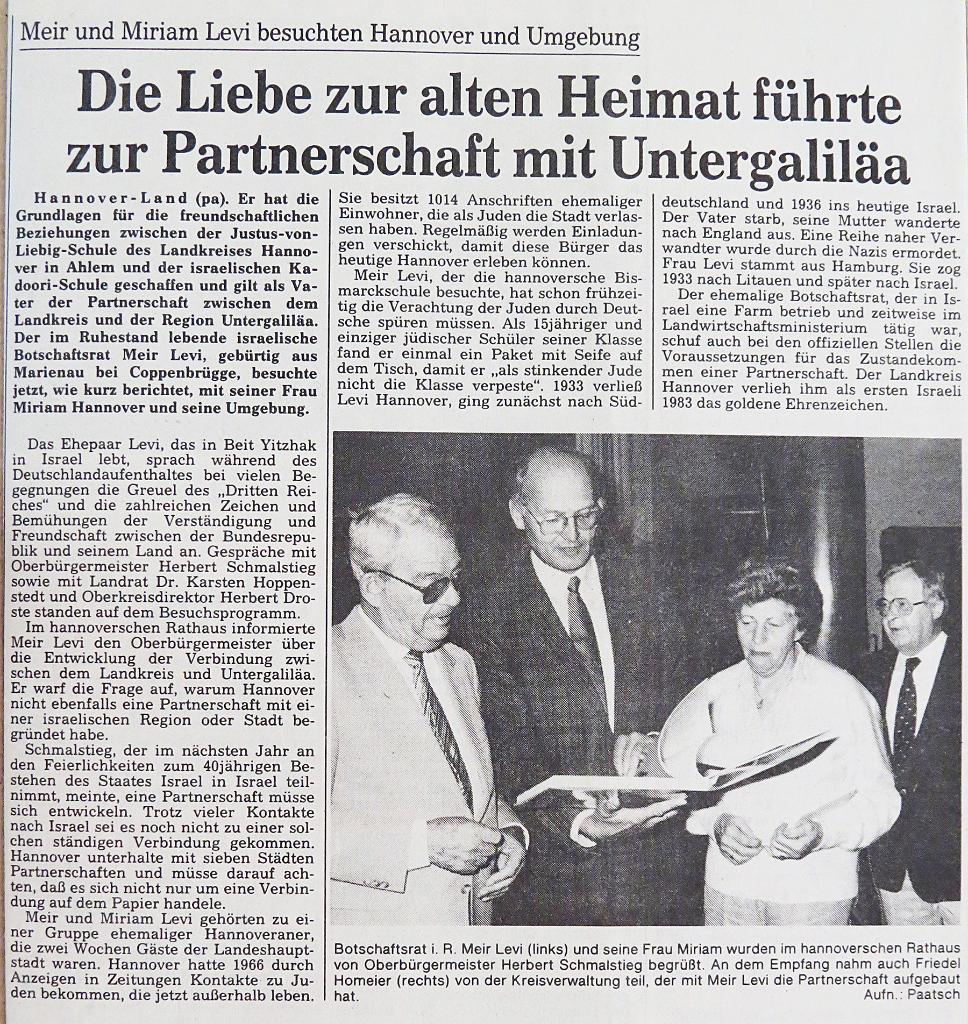 Meir und Miriam Levi besuchten Hannover und Umgebung
Die Liebe zur alten Heimat führte
zur Partnerschaft mit Untergaliläa
Hannover-Land (pa). Er hat die
Grundlagen für die freundschaftlichen
Beziehungen zwischen der Justus-von-
Liebig-Schule des Landkreises Hanno-
ver in Ahlem und der israelischen Ka-
doori-Schule geschaffen und gilt als Va-
ter der Partnerschaft zwischen dem
Landkreis und der Region Untergaliläa.
Der im Ruhestand lebende israelische
Botschaftsrat Meir Levi, gebürtig aus
Marienau bei Coppenbrügge, besuchte
jetzt, wie kurz berichtet, mit seiner Frau
Miriam Hannover und seine Umgebung.
Das Ehepaar Levi, das in Beit Yitzhak
in Israel lebt, sprach während des
Deutschlandaufenthaltes bei vielen Be-
gegnungen die Greuel des „Dritten Rei-
ches“ und die zahlreichen Zeichen und
Bemühungen der Verständigung und
Freundschaft zwischen der Bundesrepu-
blik und seinem Land an. Gespräche mit
Oberbürgermeister Herbert Schmalstieg
sowie mit Landrat Dr. Karsten Hoppen-
stedt und Oberkreisdirektor Herbert Dro-
ste standen auf dem Besuchsprogramm.
Im hannoverschen Rathaus informierte
Meir Levi den Oberbürgermeister über
die Entwicklung der Verbindung zwi-
schen dem Landkreis und Untergaliläa.
Er warf die Frage auf, warum Hannover
nicht ebenfalls eine Partnerschaft mit ei-
ner israelischen Region oder Stadt be-
gründet habe.
Schmalstieg, der im nächsten Jahr an
den Feierlichkeiten zum 40jährigen Be-
stehen des Staates Israel in Israel teil-
nimmt, meinte, eine Partnerschaft müsse
sich entwickeln. Trotz vieler Kontakte
nach Israel sei es noch nicht zu einer sol-
chen ständigen Verbindung gekommen.
Hannover unterhalte mit sieben Städten
Partnerschaften und müsse darauf ach-
ten, daß es sich nicht nur um eine Verbin-
dung auf dem Papier handele.
Meir und Miriam Levi gehörten zu ei-
ner Gruppe ehemaliger Hannoveraner,
die zwei Wochen Gäste der Landeshaupt-
stadt waren. Hannover hatte 1966 durch
Anzeigen in Zeitungen Kontakte zu Ju-
den bekommen, die jetzt außerhalb leben.
Sie besitzt 1014 Anschriften ehemaliger
Einwohner, die als Juden die Stadt verlas-
sen haben. Regelmäßig werden Einladun-
gen verschickt, damit diese Bürger das
heutige Hannover erleben können.
Meir Levi, der die hannoversche Bis-
marckschule besuchte, hat schon frühzei-
tig die Verachtung der Juden durch Deut-
sche spüren müssen. Als 15jähriger und
einziger jüdischer Schüler seiner Klasse
fand er einmal ein Paket mit Seife auf
dem Tisch, damit er „als stinkender Jude
nicht die Klasse verpeste“. 1933 verließ
Levi Hannover, ging zunächst nach Süd-
deutschland und 1936 ins heutige Israel.
Der Vater starb, seine Mutter wanderte
nach England aus. Eine Reihe naher Ver-
wandter wurde durch die Nazis ermordet.
Frau Levi stammt aus Hamburg. Sie zog
1933 nach Litauen und später nach Israel.
Der ehemalige Botschaftsrat, der in Is-
rael eine Farm betrieb und zeitweise im
Landwirtschaftsministerium tätig war,
schuf auch bei den offiziellen Stellen die
Voraussetzungen für das Zustandekom-
men einer Partnerschaft. Der Landkreis
Hannover verlieh ihm als ersten Israeli
1983 das goldene Ehrenzeichen.
Botschaftsrat i. R. Meir Levi (links) und seine Frau Miriam wurden im hannoverschen Rathaus
von Oberbürgermeister Herbert Schmalstieg begrüßt. An dem Empfang nahm auch Friedel
Homeier (rechts) von der Kreisverwaltung teil, der mit Meir Levi die Partnerschaft aufgebaut
hat. Aufn.: Paatsch